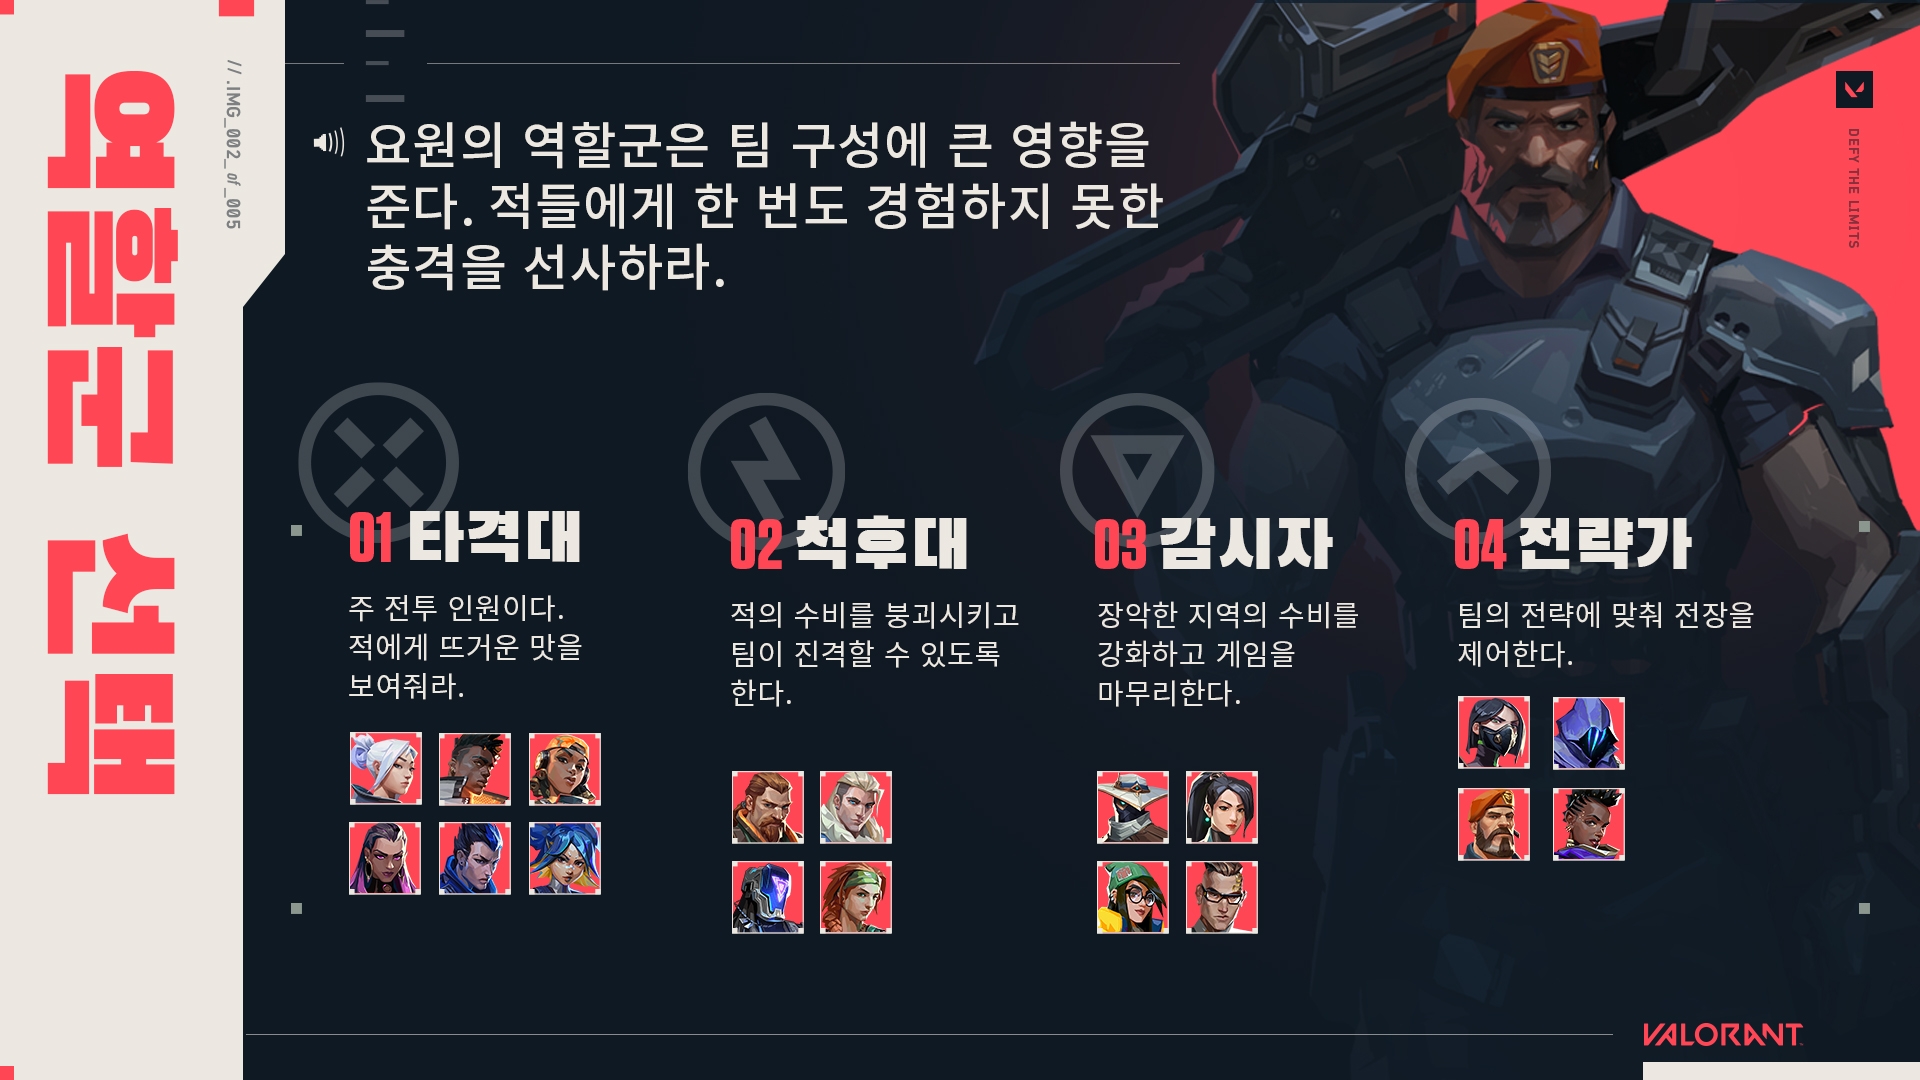 역할군 선택
// .IMG_002_of_005
요원의 역할군은 팀 구성에 큰 영향을
준다. 적들에게 한 번도 경험하지 못한
충격을 선사하라.
DEFY THE LIMITS
01 타격대
주 전투 인원이다.
적에게 뜨거운 맛을
보여줘라.
02 척후대
적의 수비를 붕괴시키고
팀이 진격할 수 있도록
한다.
03 감시자
장악한 지역의 수비를
강화하고 게임을
마무리한다.
04 전략가
팀의 전략에 맞춰 전장을
제어한다.
VALORANT